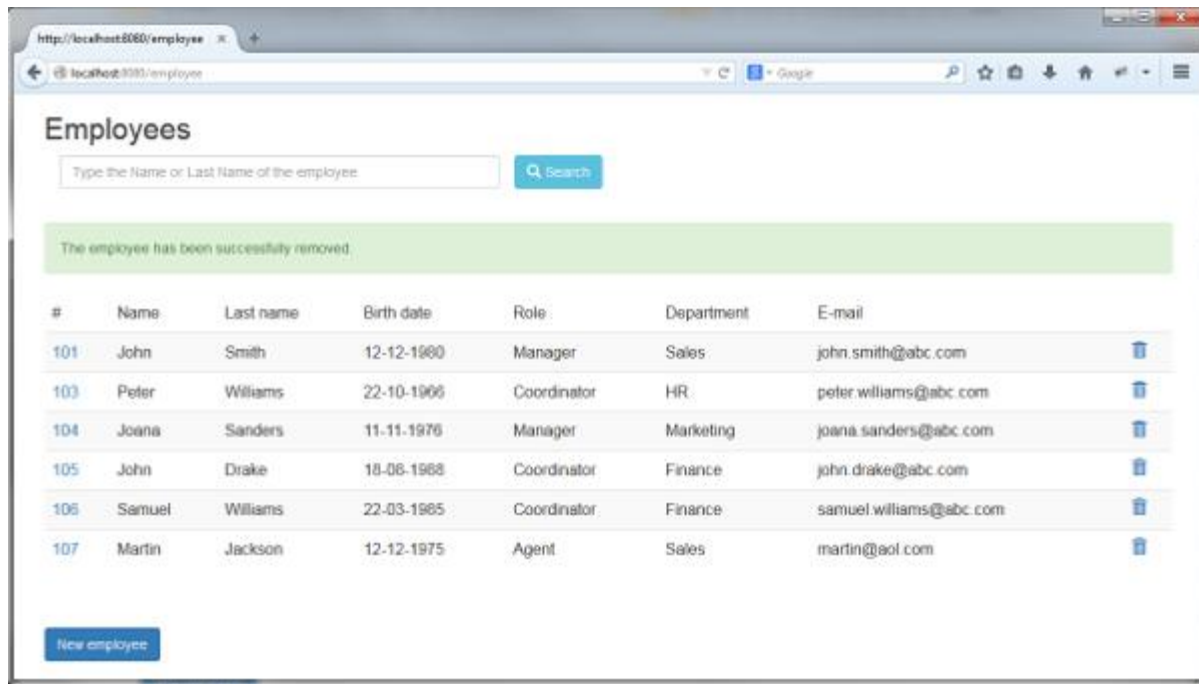 http://localhost:8080/employee
localhost:8080/employee
Google
Employees
Type the Name or Last Name of the employee
Search
The employee has been successfully removed.
# Name Last name Birth date Role Department E-mail
101 John Smith 12-12-1980 Manager Sales john.smith@abc.com
103 Peter Williams 22-10-1966 Coordinator HR peter.williams@abc.com
104 Joana Sanders 11-11-1976 Manager Marketing joana.sanders@abc.com
105 John Drake 18-08-1988 Coordinator Finance john.drake@abc.com
106 Samuel Williams 22-03-1985 Coordinator Finance samuel.williams@abc.com
107 Martin Jackson 12-12-1975 Agent Sales martin@aol.com
New employee